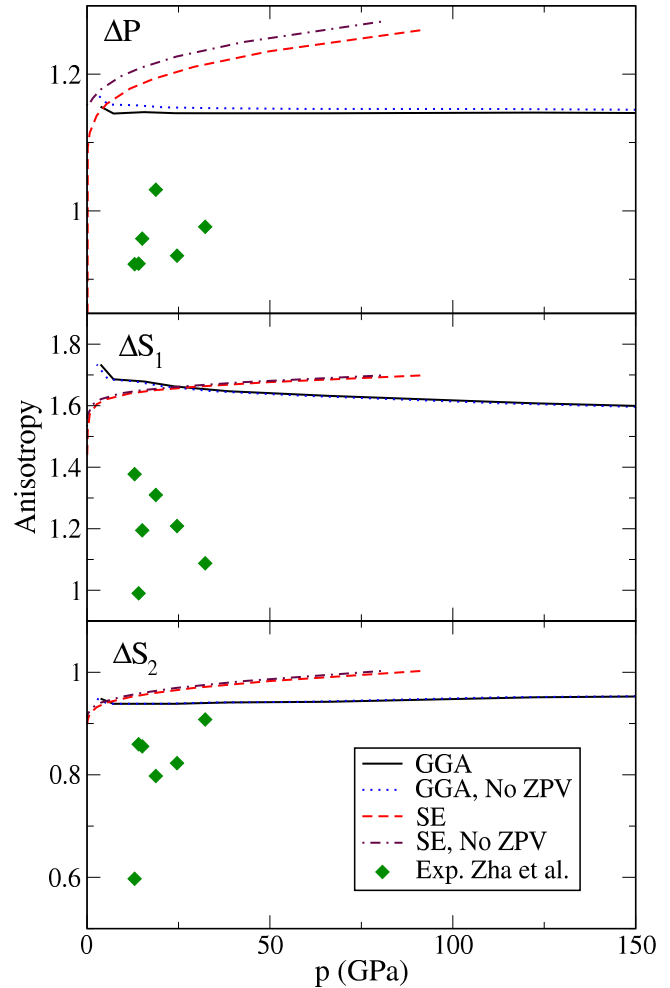 ΔP
1.2
1
ΔS₁
1.8
1.6
1.4
1.2
1
Anisotropy
ΔS₂
1
0.8
0.6
GGA
GGA, No ZPV
SE
SE, No ZPV
Exp. Zha et al.
0 50 100 150
p (GPa)